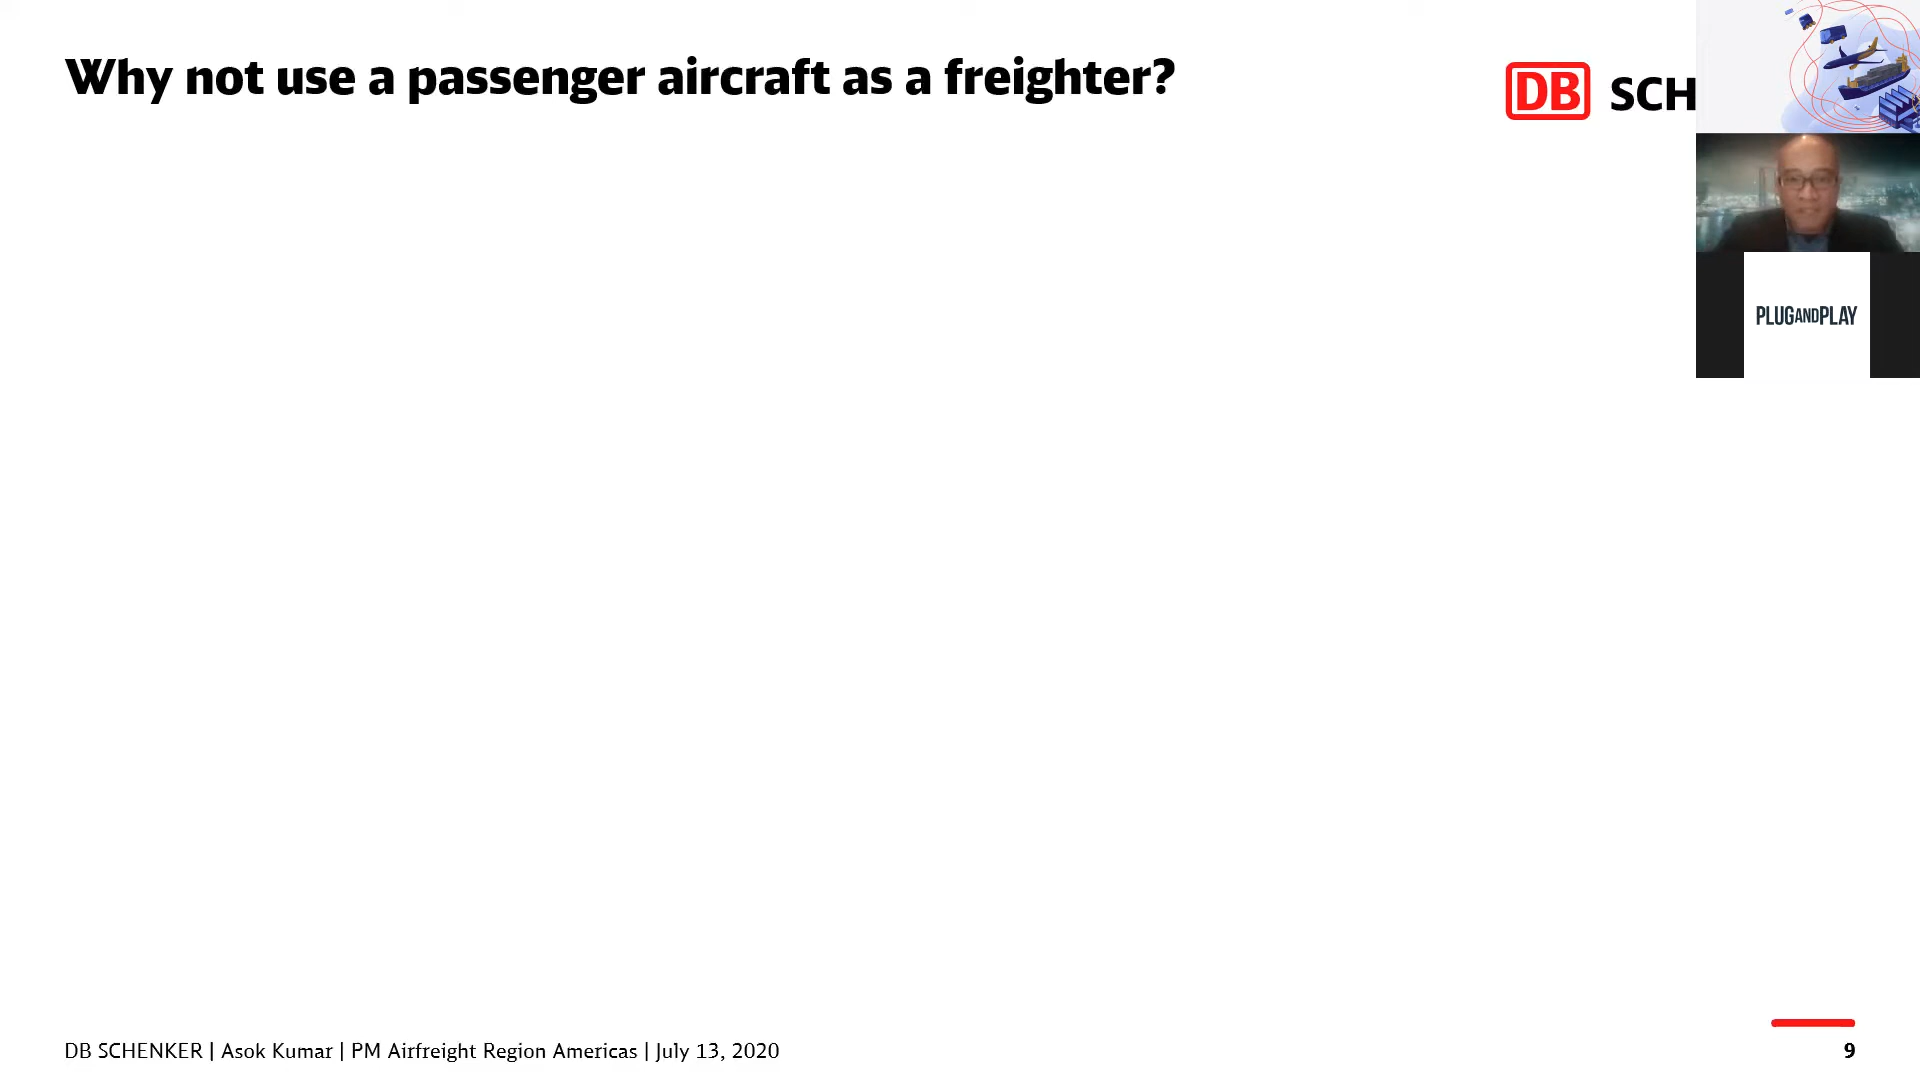 Why not use a passenger aircraft as a freighter?
DB SCH
PLUGANDPLAY
DB SCHENKER | Asok Kumar | PM Airfreight Region Americas | July 13, 2020
9